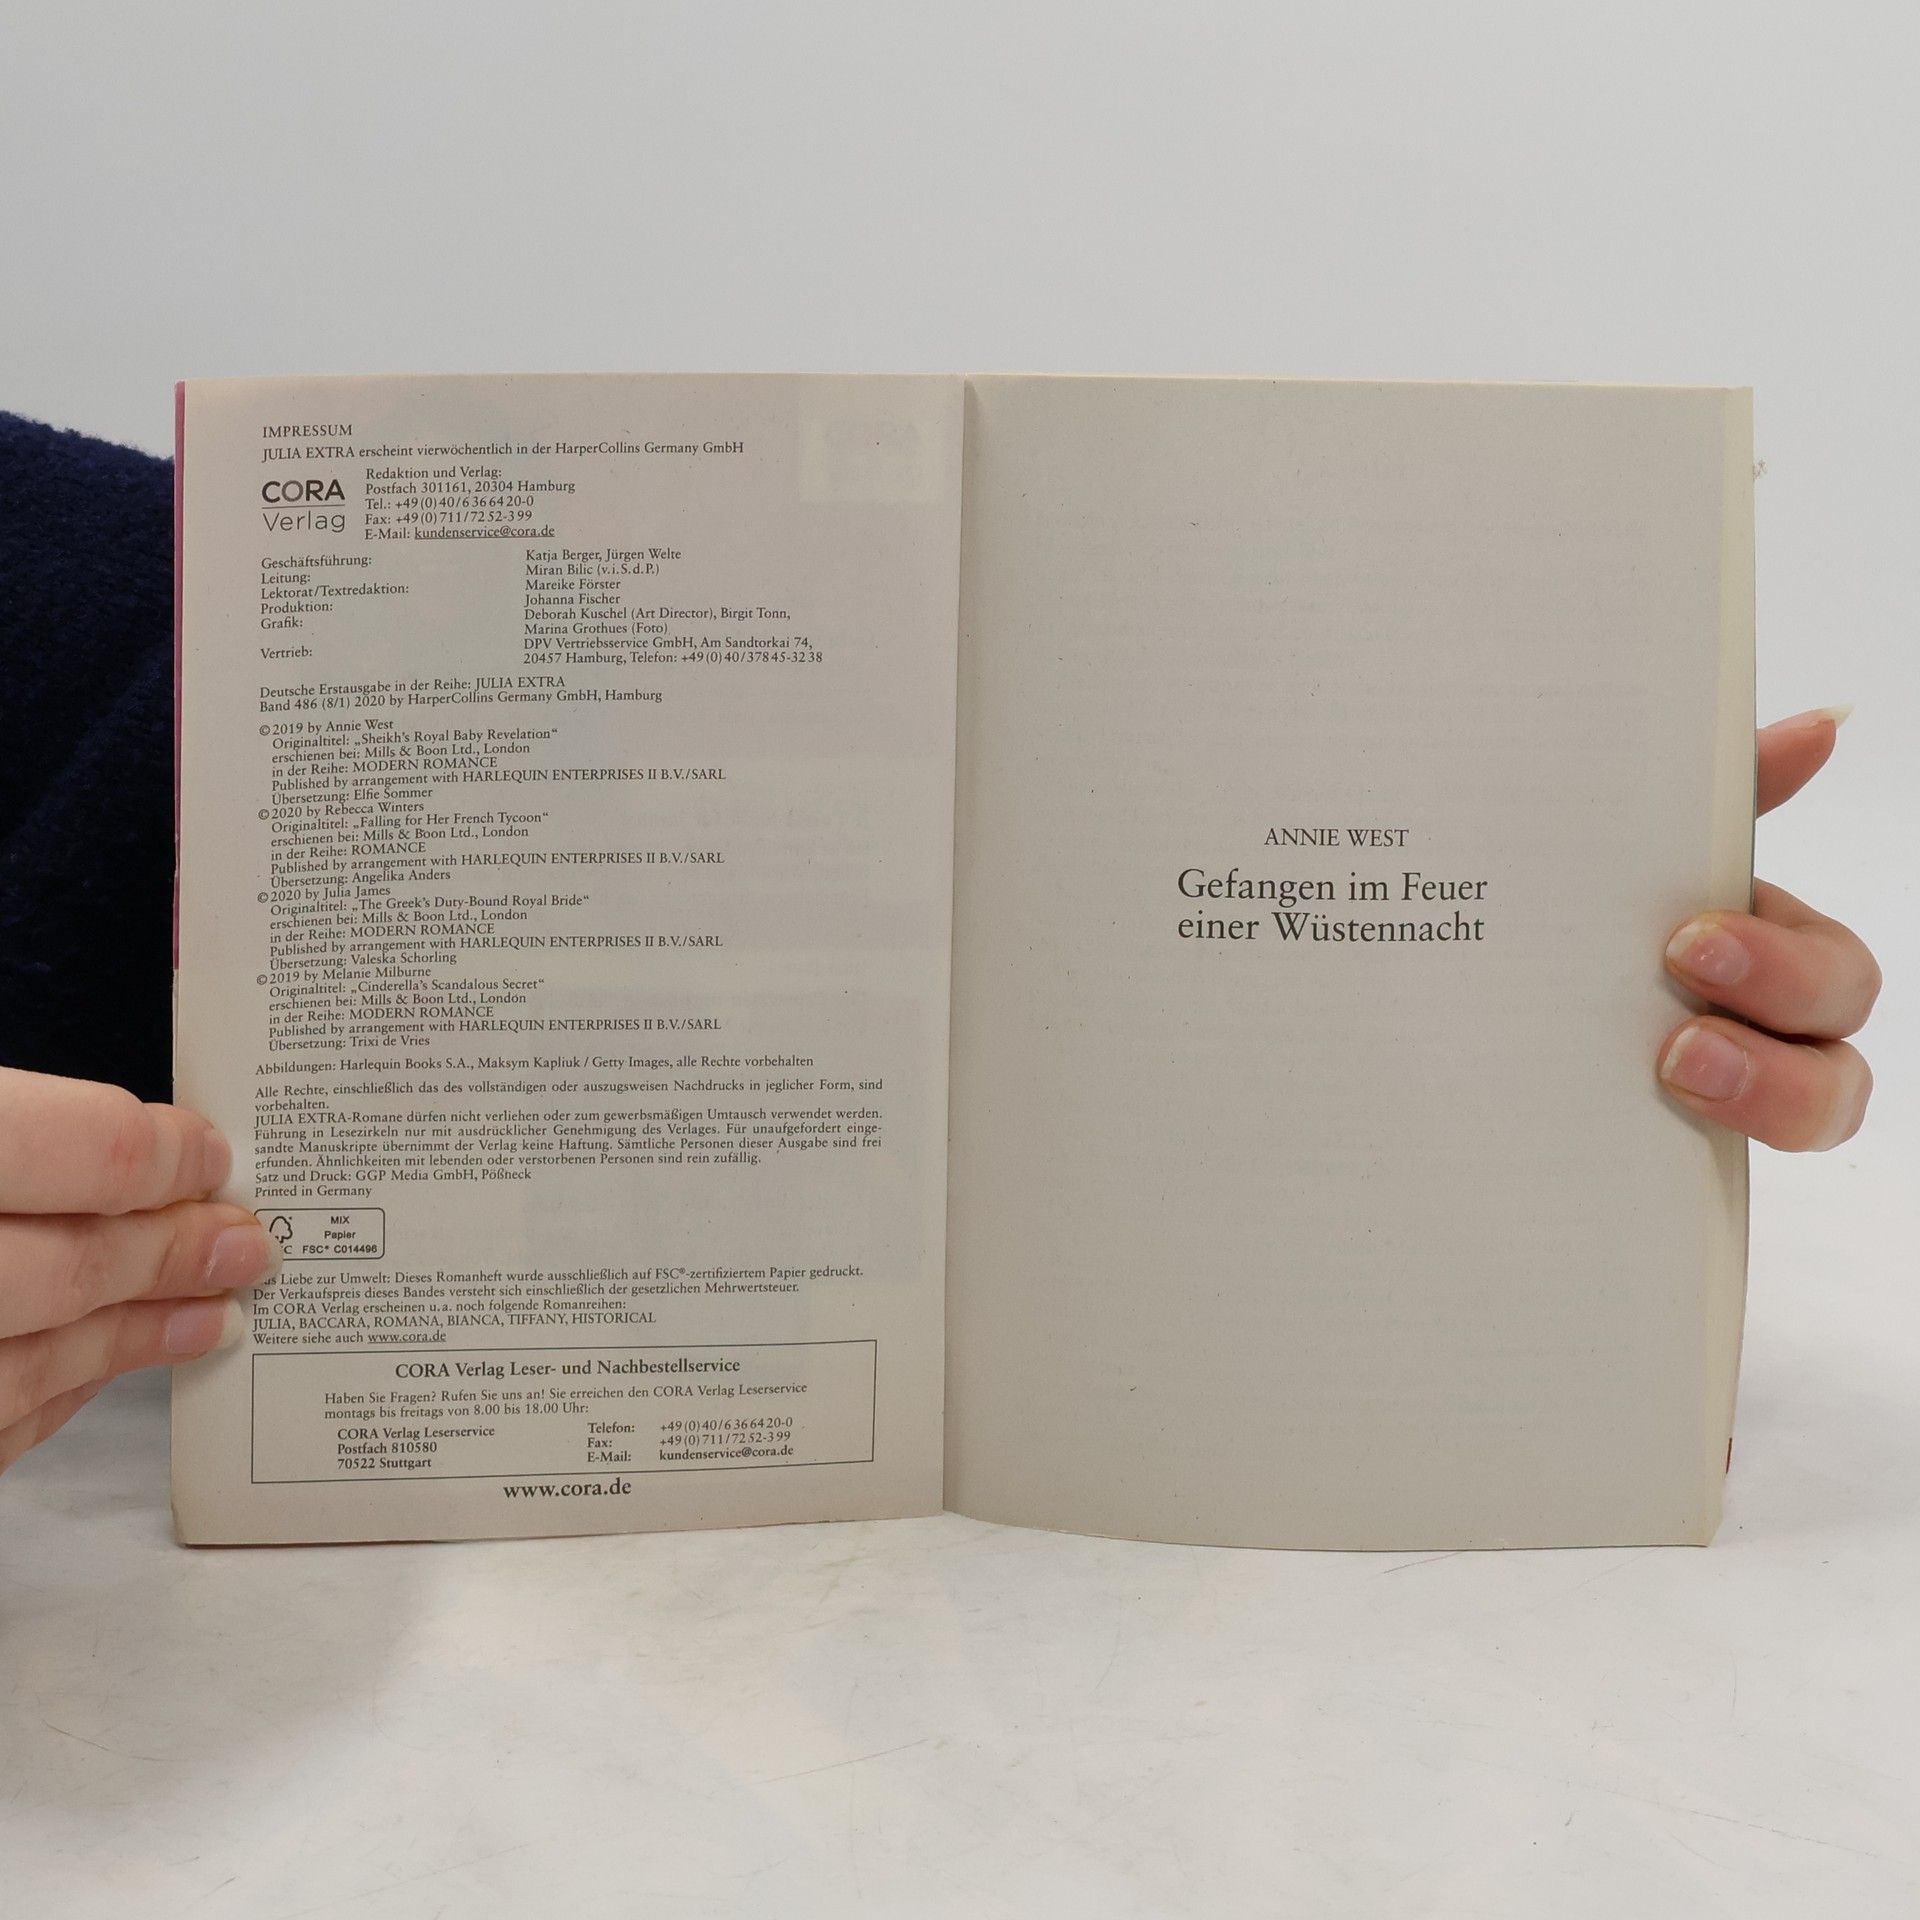 IMPRESSUM
JULIA EXTRA erscheint vierwöchentlich in der HarperCollins Germany GmbH
CORA
Verlag
Redaktion und Verlag:
Postfach 301161, 20304 Hamburg
Tel.: +49(0)40/6366420-0
Fax: +49(0)711/7252-399
E-Mail: kundenservice@cora.de
Geschäftsführung: Katja Berger, Jürgen Welte
Leitung: Miran Bilic (v.i.S.d.P.)
Lektorat/Textredaktion: Mareike Förster
Produktion: Johanna Fischer
Grafik: Deborah Kuschel (Art Director), Birgit Tonn,
Marina Grothues (Foto)
Vertrieb: DPV Vertriebsservice GmbH, Am Sandtorkai 74,
20457 Hamburg, Telefon: +49(0)40/37845-3238
Deutsche Erstausgabe in der Reihe: JULIA EXTRA
Band 486 (8/1) 2020 by HarperCollins Germany GmbH, Hamburg
©2019 by Annie West
Originaltitel: „Sheikh's Royal Baby Revelation“
erschienen bei: Mills & Boon Ltd., London
in der Reihe: MODERN ROMANCE
Published by arrangement with HARLEQUIN ENTERPRISES II B.V./SARL
Übersetzung: Elfie Sommer
©2020 by Rebecca Winters
Originaltitel: „Falling for Her French Tycoon“
erschienen bei: Mills & Boon Ltd., London
in der Reihe: ROMANCE
Published by arrangement with HARLEQUIN ENTERPRISES II B.V./SARL
Übersetzung: Angelika Anders
©2020 by Julia James
Originaltitel: „The Greek's Duty-Bound Royal Bride“
erschienen bei: Mills & Boon Ltd., London
in der Reihe: MODERN ROMANCE
Published by arrangement with HARLEQUIN ENTERPRISES II B.V./SARL
Übersetzung: Valeska Schorling
©2019 by Melanie Milburne
Originaltitel: „Cinderella's Scandalous Secret“
erschienen bei: Mills & Boon Ltd., London
in der Reihe: MODERN ROMANCE
Published by arrangement with HARLEQUIN ENTERPRISES II B.V./SARL
Übersetzung: Trixi de Vries
Abbildungen: Harlequin Books S.A., Maksym Kapliuk / Getty Images, alle Rechte vorbehalten
Alle Rechte, einschließlich das des vollständigen oder auszugsweisen Nachdrucks in jeglicher Form, sind
vorbehalten.
JULIA EXTRA-Romane dürfen nicht verliehen oder zum gewerbsmäßigen Umtausch verwendet werden.
Führung in Lesezirkeln nur mit ausdrücklicher Genehmigung des Verlages. Für unaufgefordert einge-
sandte Manuskripte übernimmt der Verlag keine Haftung. Sämtliche Personen dieser Ausgabe sind frei
erfunden. Ähnlichkeiten mit lebenden oder verstorbenen Personen sind rein zufällig.
Satz und Druck: GGP Media GmbH, Pößneck
Printed in Germany
MIX
Papier
FSC® C014496
Liebe zur Umwelt: Dieses Romanheft wurde ausschließlich auf FSC®-zertifiziertem Papier gedruckt.
Der Verkaufspreis dieses Bandes versteht sich einschließlich der gesetzlichen Mehrwertsteuer.
Im CORA Verlag erscheinen u.a. noch folgende Romanreihen:
JULIA, BACCARA, ROMANA, BIANCA, TIFFANY, HISTORICAL
Weitere siehe auch www.cora.de
CORA Verlag Leser- und Nachbestellservice
Haben Sie Fragen? Rufen Sie uns an! Sie erreichen den CORA Verlag Leserservice
montags bis freitags von 8.00 bis 18.00 Uhr:
CORA Verlag Leserservice
Postfach 810580
70522 Stuttgart
Telefon: +49(0)40/6366420-0
Fax: +49(0)711/7252-399
E-Mail: kundenservice@cora.de
www.cora.de
ANNIE WEST
Gefangen im Feuer
einer Wüstennacht